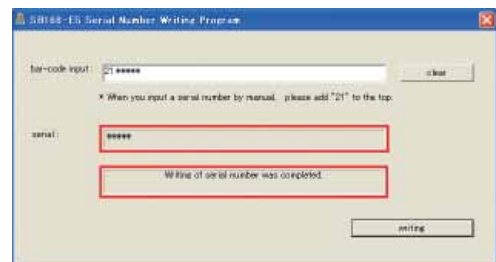 SB166-ES Serial Number Writing Program
bar-code input: 21*****
clear
* When you input a serial number by manual, please add "21" to the top.
serial: *****
Writing of serial number was completed.
writing